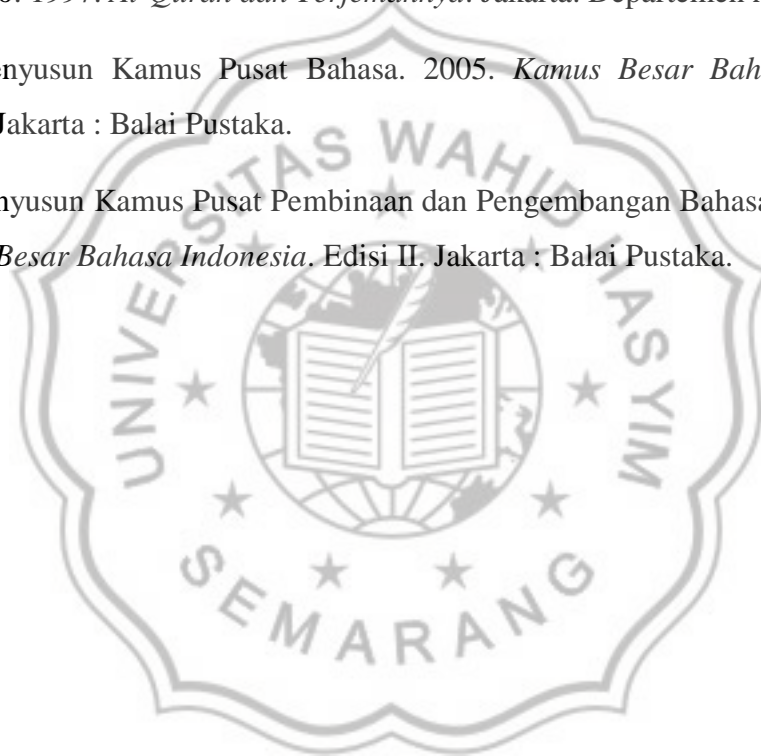 1997. Al-Quran dan Terjemannya. Jakarta: Departemen
enyusun Kamus Pusat Bahasa. 2005. Kamus Besar Bah
Jakarta : Balai Pustaka.
nyusun Kamus Pusat Pembinaan dan Pengembangan Bahasa
Besar Bahasa Indonesia. Edisi II. Jakarta : Balai Pustaka.
UNIVERSITAS WAHID HASYIM
SEMARANG